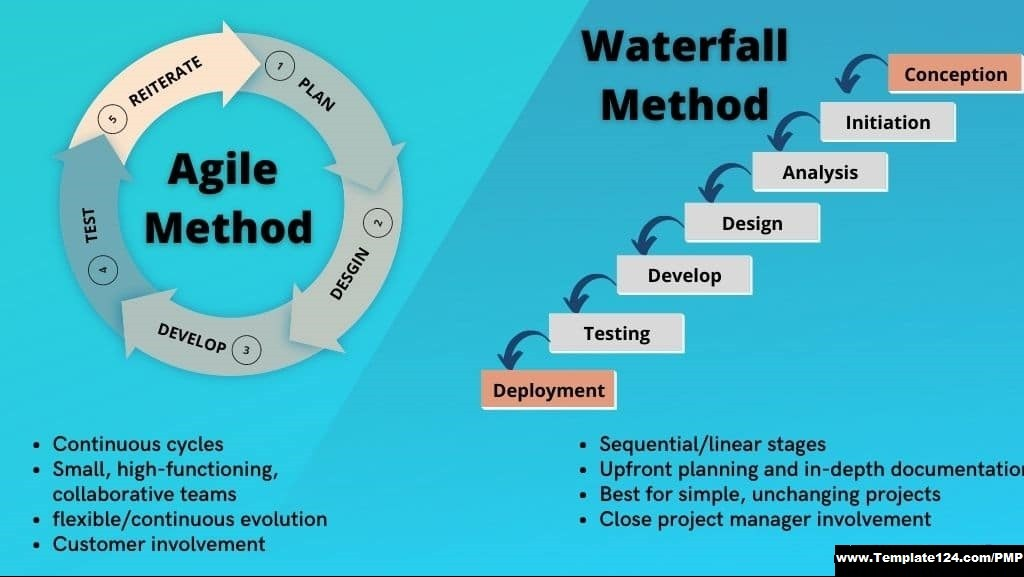 Agile
Method
1 PLAN
2 DESGIN
3 DEVELOP
4 TEST
5 REITERATE
• Continuous cycles
• Small, high-functioning,
collaborative teams
• flexible/continuous evolution
• Customer involvement
Waterfall
Method
Conception
Initiation
Analysis
Design
Develop
Testing
Deployment
• Sequential/linear stages
• Upfront planning and in-depth documentatio
• Best for simple, unchanging projects
• Close project manager involvement
www.Template124.com/PMP